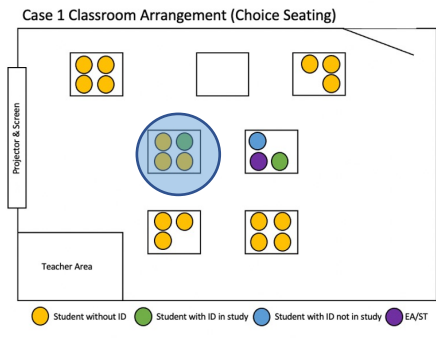 Case 1 Classroom Arrangement (Choice Seating)
Projector & Screen
Teacher Area
Student without ID Student with ID in study Student with ID not in study EA/ST